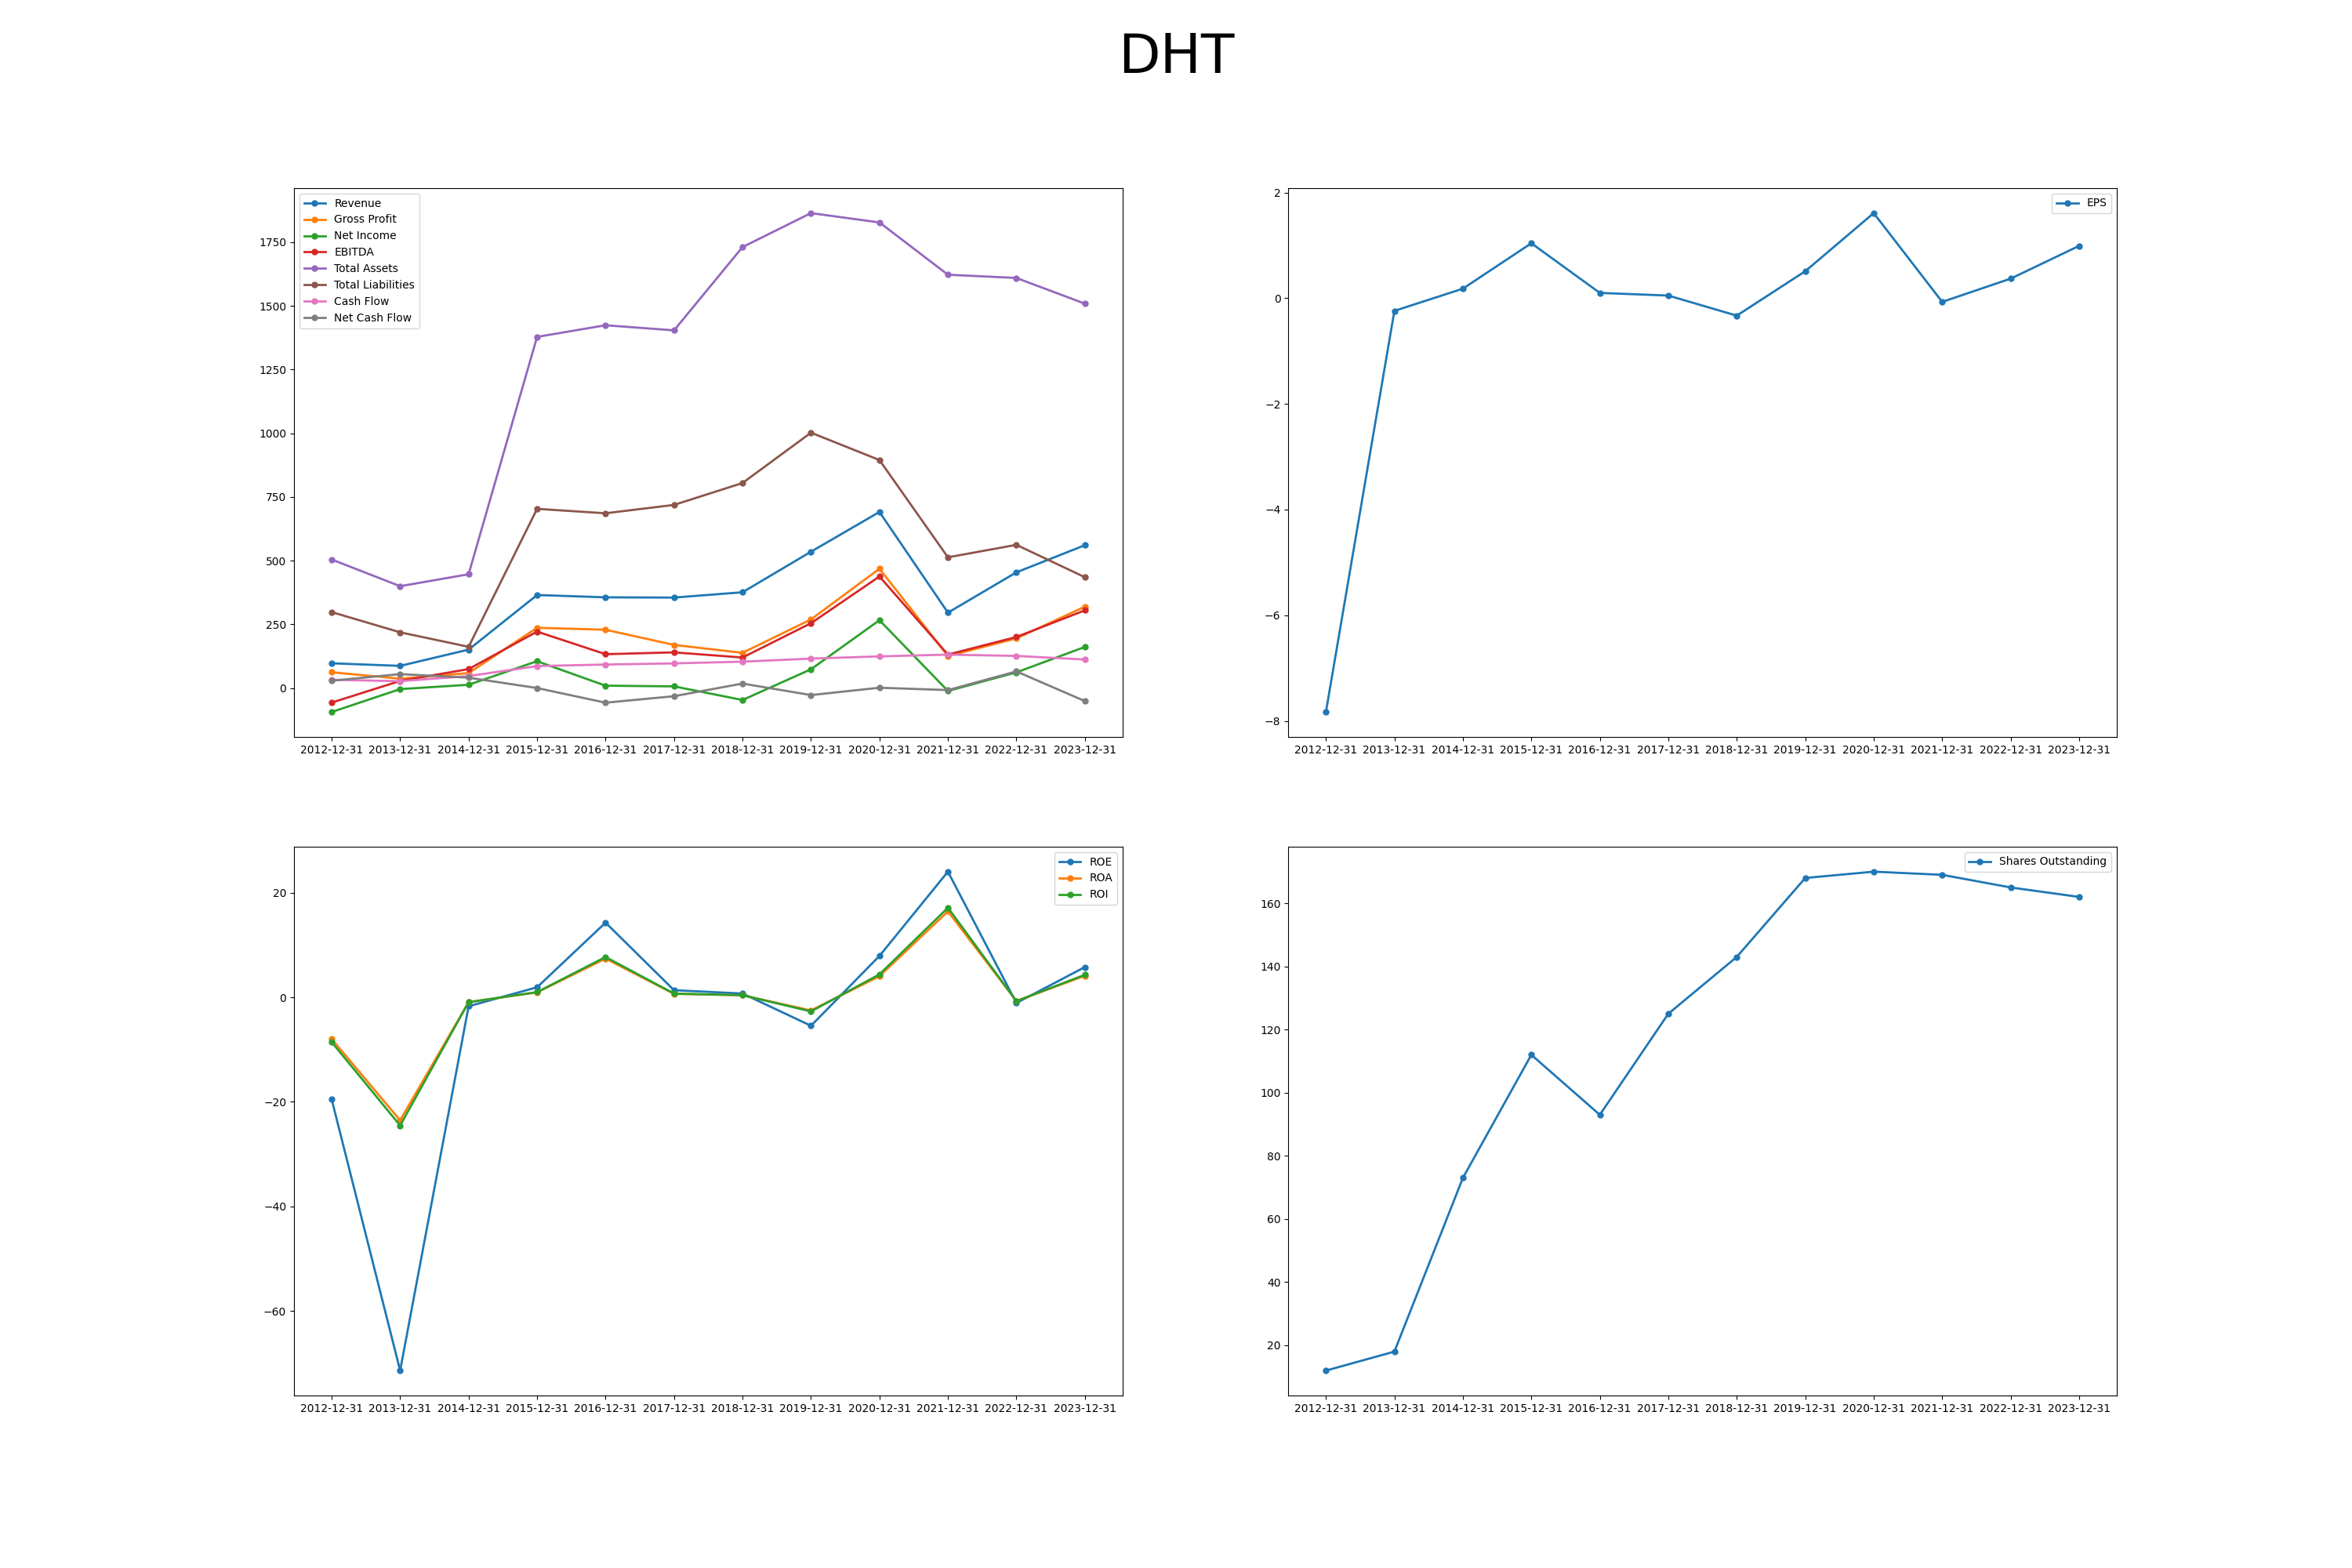 DHT
Revenue
Gross Profit
Net Income
EBITDA
Total Assets
Total Liabilities
Cash Flow
Net Cash Flow
1750
1500
1250
1000
750
500
250
0
2012-12-31 2013-12-31 2014-12-31 2015-12-31 2016-12-31 2017-12-31 2018-12-31 2019-12-31 2020-12-31 2021-12-31 2022-12-31 2023-12-31
EPS
2
0
−2
−4
−6
−8
2012-12-31 2013-12-31 2014-12-31 2015-12-31 2016-12-31 2017-12-31 2018-12-31 2019-12-31 2020-12-31 2021-12-31 2022-12-31 2023-12-31
ROE
ROA
ROI
20
0
−20
−40
−60
2012-12-31 2013-12-31 2014-12-31 2015-12-31 2016-12-31 2017-12-31 2018-12-31 2019-12-31 2020-12-31 2021-12-31 2022-12-31 2023-12-31
Shares Outstanding
160
140
120
100
80
60
40
20
2012-12-31 2013-12-31 2014-12-31 2015-12-31 2016-12-31 2017-12-31 2018-12-31 2019-12-31 2020-12-31 2021-12-31 2022-12-31 2023-12-31